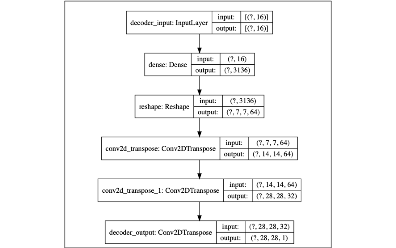 decoder_input: InputLayer input: [(?, 16)]
output: [(?, 16)]
dense: Dense input: (?, 16)
output: (?, 3136)
reshape: Reshape input: (?, 3136)
output: (?, 7, 7, 64)
conv2d_transpose: Conv2DTranspose input: (?, 7, 7, 64)
output: (?, 14, 14, 64)
conv2d_transpose_1: Conv2DTranspose input: (?, 14, 14, 64)
output: (?, 28, 28, 32)
decoder_output: Conv2DTranspose input: (?, 28, 28, 32)
output: (?, 28, 28, 1)